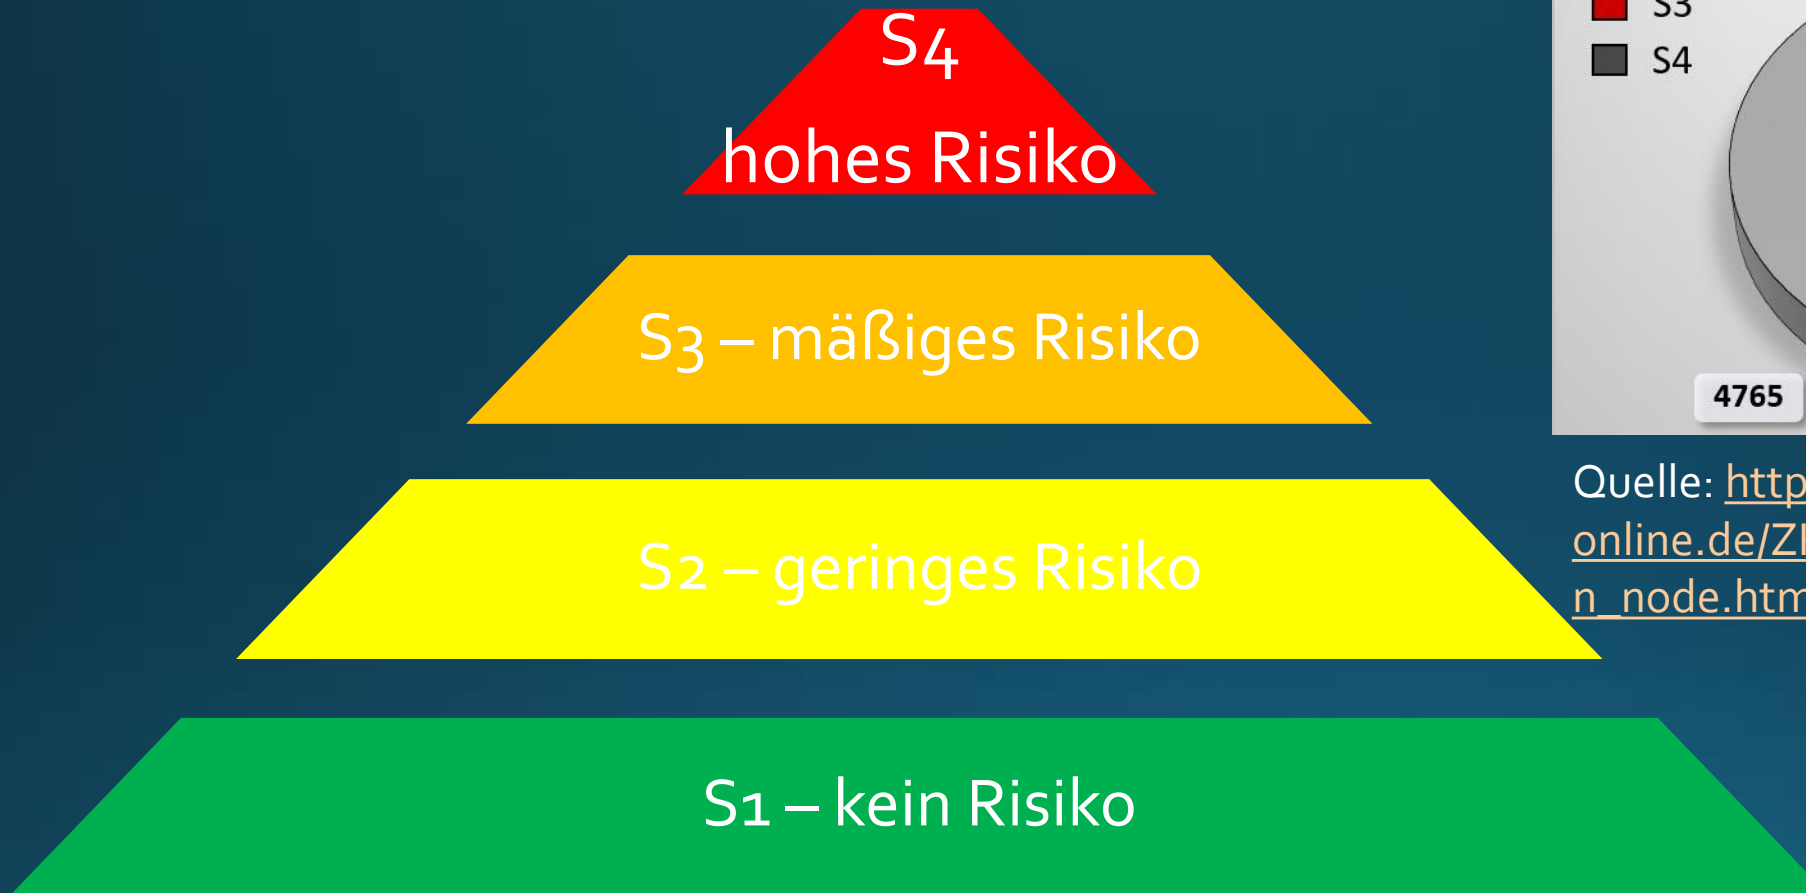 S4
hohes Risiko
S3 – mäßiges Risiko
S2 – geringes Risiko
S1 – kein Risiko
S3
S4
4765
Quelle: http
online.de/Z
n_node.htm